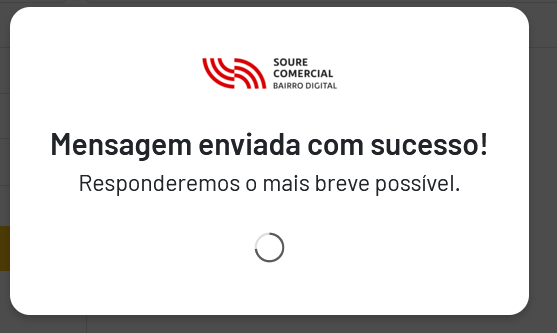 SOURE
COMERCIAL
BAIRRO DIGITAL
Mensagem enviada com sucesso!
Responderemos o mais breve possível.